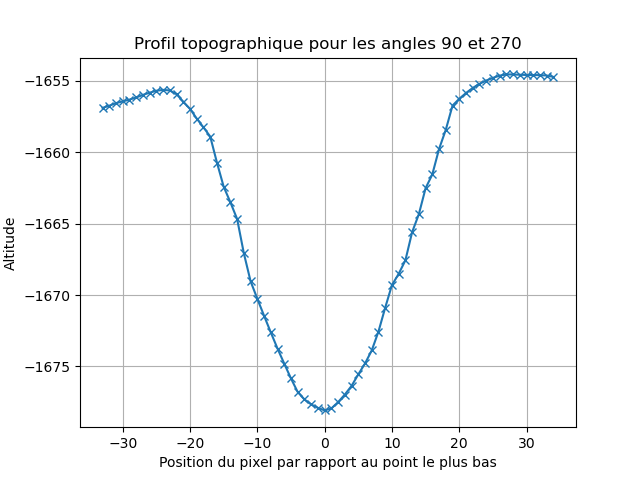 Profil topographique pour les angles 90 et 270
Altitude
−1655
−1660
−1665
−1670
−1675
−30 −20 −10 0 10 20 30
Position du pixel par rapport au point le plus bas